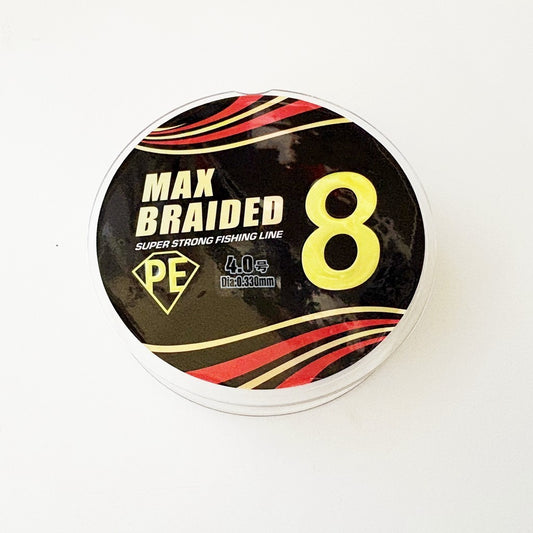 MAX
BRAIDED
SUPER STRONG FISHING LINE
8
PE
4.0号
Dia:0.330mm